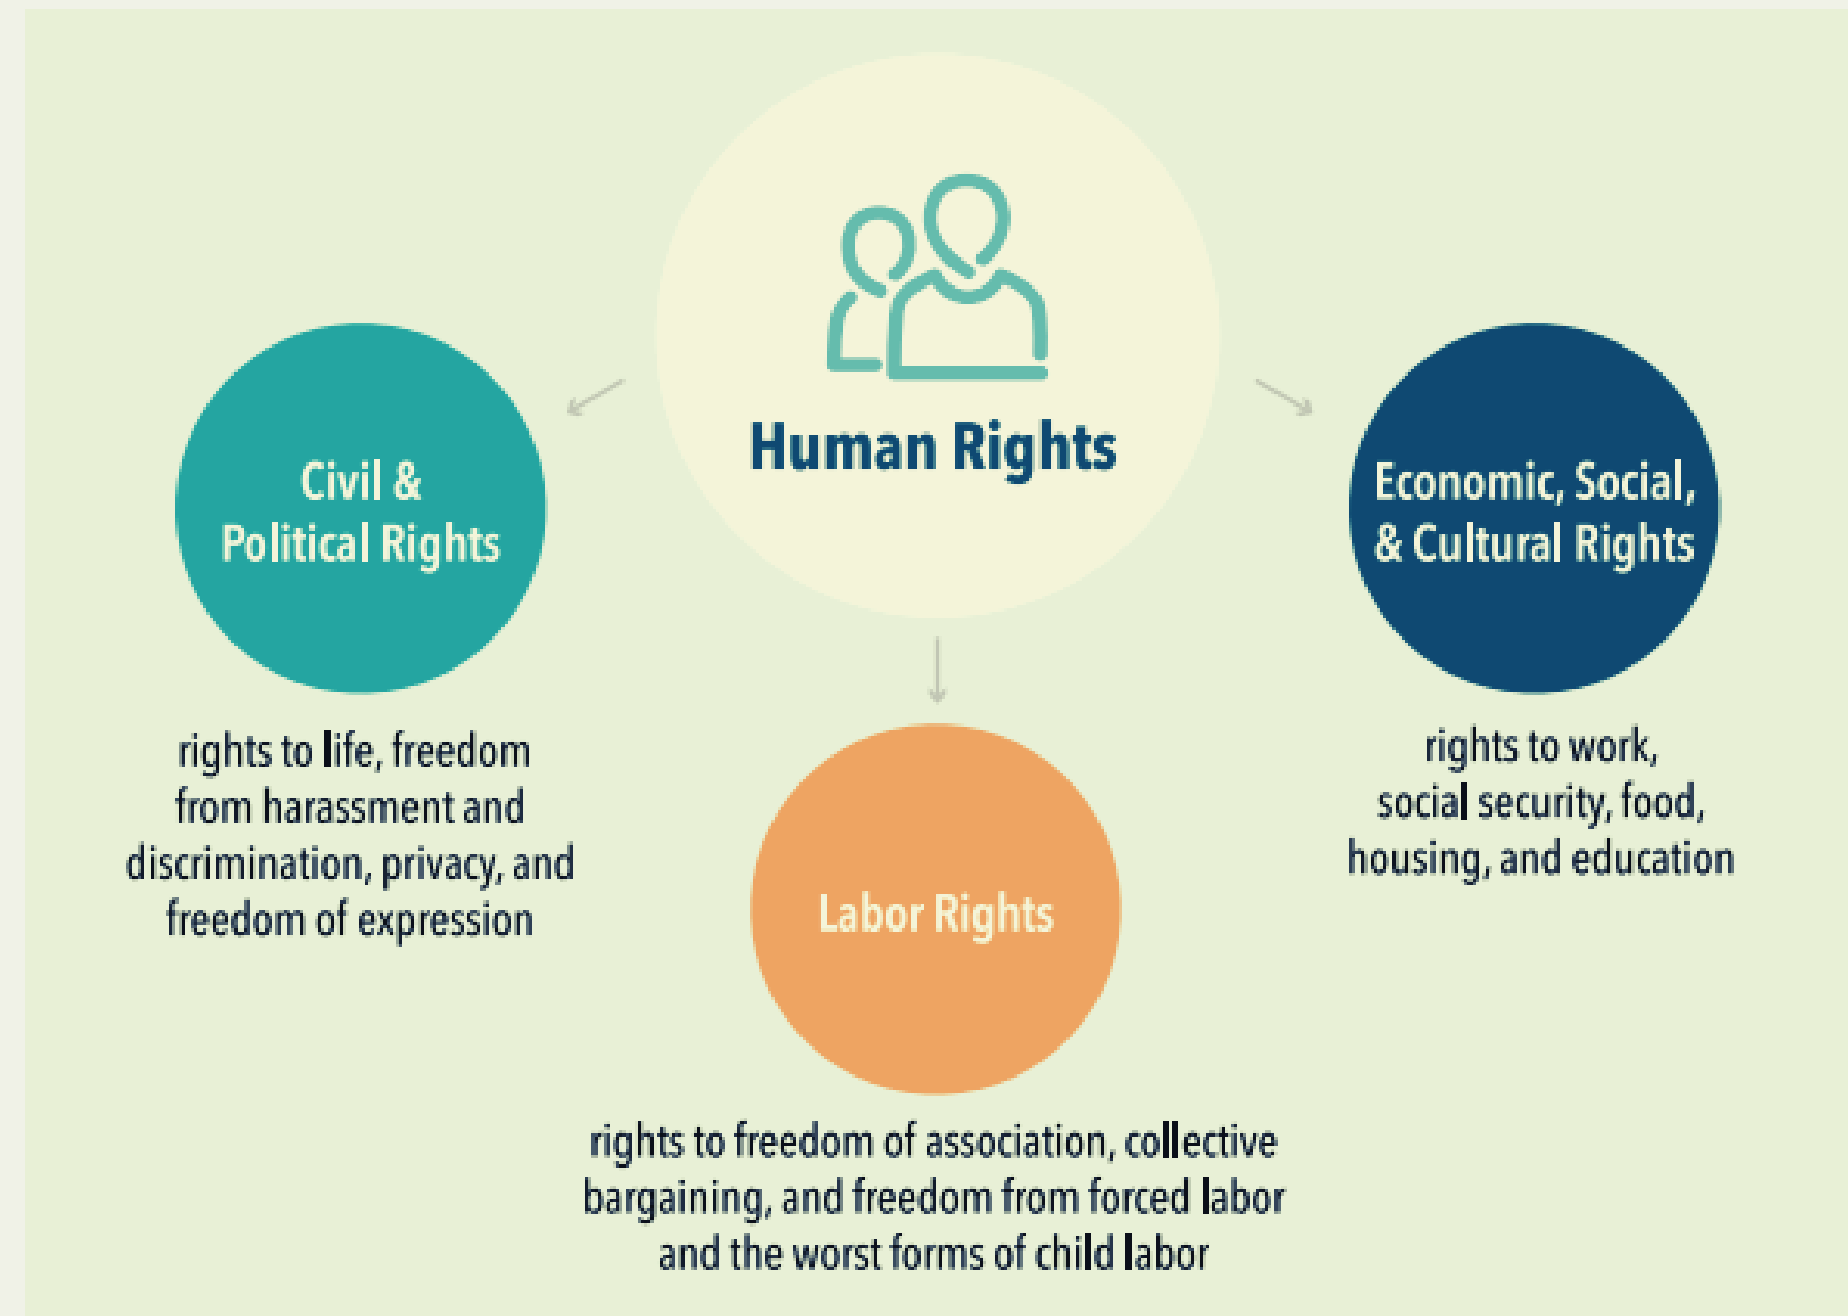 Human Rights
Civil &
Political Rights
rights to life, freedom
from harassment and
discrimination, privacy, and
freedom of expression
Economic, Social,
& Cultural Rights
rights to work,
social security, food,
housing, and education
Labor Rights
rights to freedom of association, collective
bargaining, and freedom from forced labor
and the worst forms of child labor